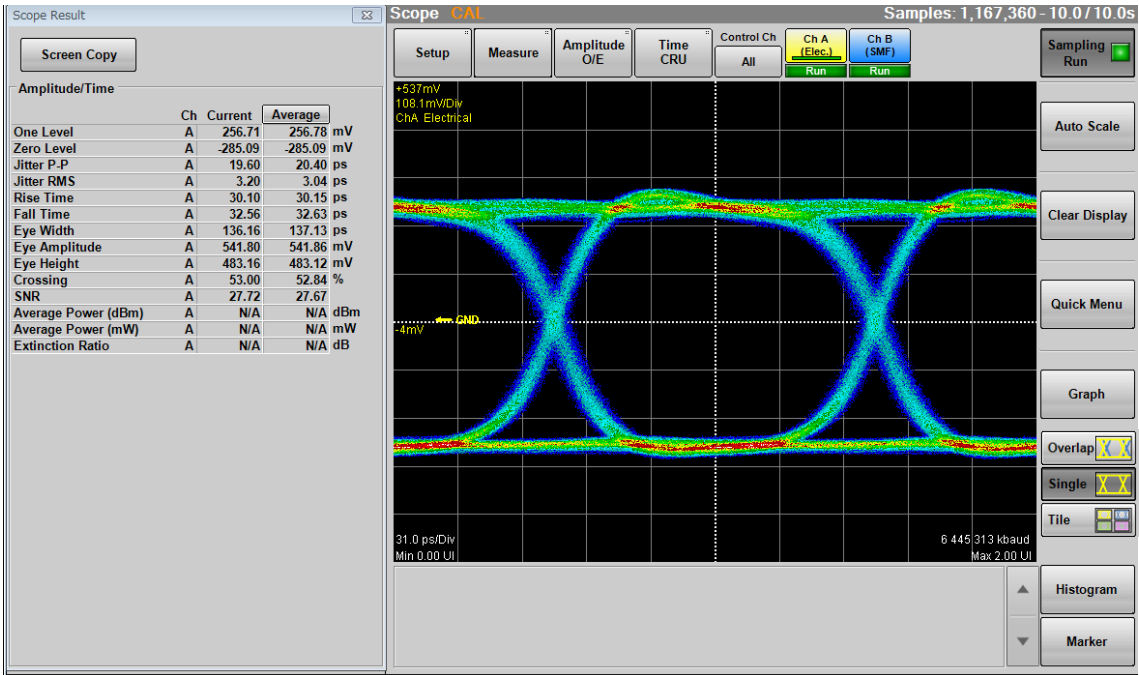 Scope Result
Screen Copy
Amplitude/Time
Ch Current Average
One Level A 256.71 256.78 mV
Zero Level A -285.09 -285.09 mV
Jitter P-P A 19.60 20.40 ps
Jitter RMS A 3.20 3.04 ps
Rise Time A 30.10 30.15 ps
Fall Time A 32.56 32.63 ps
Eye Width A 136.16 137.13 ps
Eye Amplitude A 541.80 541.86 mV
Eye Height A 483.16 483.12 mV
Crossing A 53.00 52.84 %
SNR A 27.72 27.67
Average Power (dBm) A N/A N/A dBm
Average Power (mW) A N/A N/A mW
Extinction Ratio A N/A N/A dB
Scope CAL Samples: 1,167,360 - 10.0 / 10.0s
Setup
Measure
Amplitude
O/E
Time
CRU
Control Ch
All
Ch A
(Elec.)
Run
Ch B
(SMF)
Run
Sampling
Run
+537mV
108.1mV/Div
ChA Electrical
GND
-4mV
31.0 ps/Div
Min 0.00 UI
6 445 313 kbaud
Max 2.00 UI
Auto Scale
Clear Display
Quick Menu
Graph
Overlap
Single
Tile
Histogram
Marker